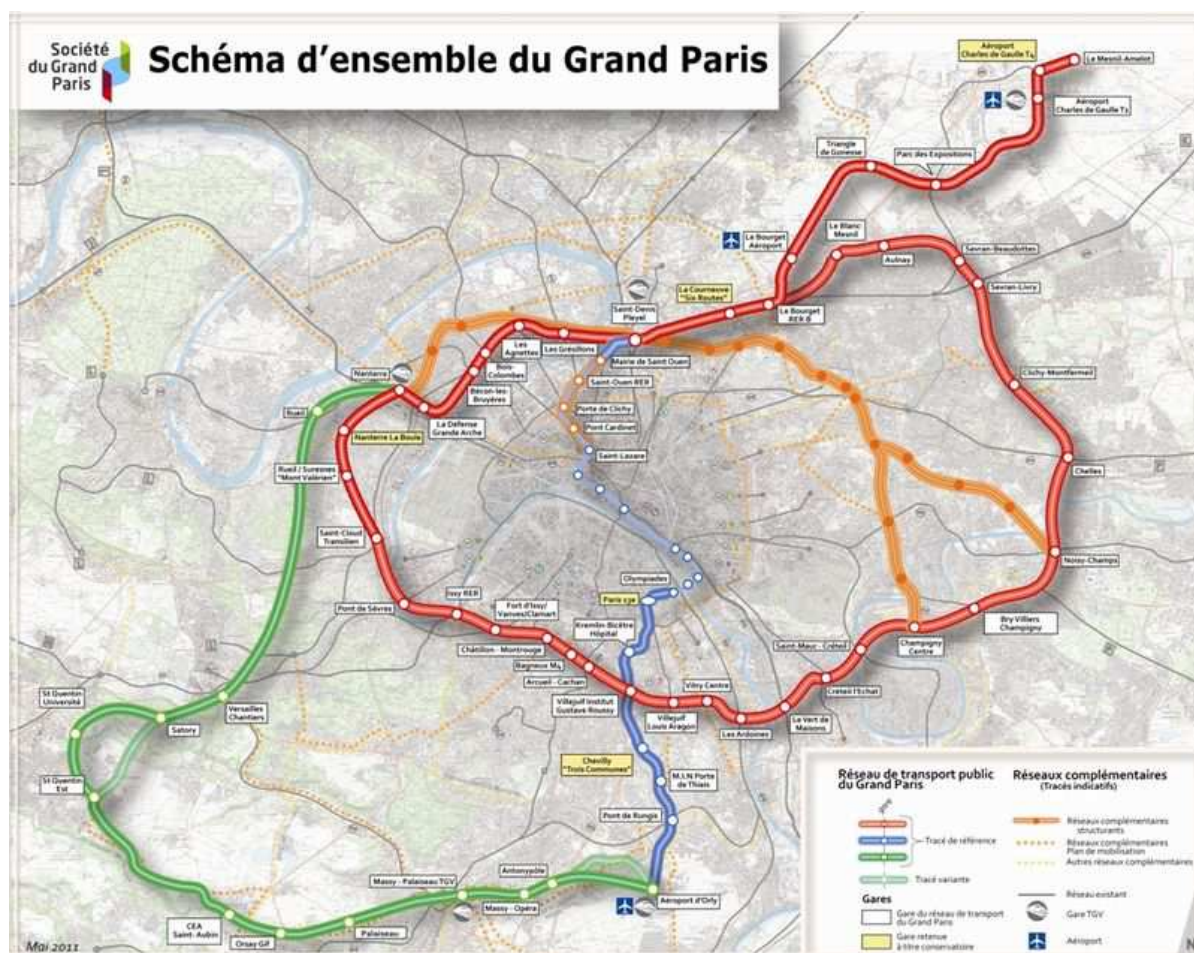 Société
du Grand
Paris
Schéma d'ensemble du Grand Paris
Aéroport
Charles de Gaulle T4
Le Mesnil-Amelot
Aéroport
Charles de Gaulle T2
Triangle
de Gonesse
Parc des Expositions
Le Bourget
Aéroport
Le Blanc
Mesnil
Aulnay
Sevran-Beaudottes
Sevran-Livry
La Courneuve
"Six Routes"
Le Bourget
RER B
Saint-Denis
Pleyel
Les
Agnettes
Les Grésillons
Mairie de Saint Ouen
Bois-
Colombes
Saint-Ouen RER
Nanterre
Bécon-les-
Bruyères
Clichy-Montfermeil
Rueil
La Défense
Grande Arche
Porte de Clichy
Pont Cardinet
Nanterre La Boule
Saint-Lazare
Chelles
Rueil / Suresnes
"Mont Valérien"
Saint-Cloud
Transilien
Noisy-Champs
Olympiades
Issy RER
Paris 13e
Pont de Sèvres
Fort d'Issy/
Vanves/Clamart
Bry Villiers
Champigny
Kremlin-Bicêtre
Hôpital
Châtillon - Montrouge
Saint-Maur - Créteil
Champigny
Centre
Bagneux M4
Arcueil - Cachan
Vitry Centre
Créteil l'Echat
St Quentin
Université
Versailles
Chantiers
Villejuif Institut
Gustave Roussy
Villejuif
Louis Aragon
Le Vert de
Maisons
Satory
Les Ardoines
Chevilly
"Trois Communes"
St Quentin
Est
M.I.N Porte
de Thiais
Pont de Rungis
Antonypôle
Massy - Palaiseau TGV
Massy - Opéra
Aéroport d'Orly
CEA
Saint-Aubin
Orsay Gif
Palaiseau
Mai 2011
Réseau de transport public
du Grand Paris
gare
Tracé de référence
Tracé variante
Gares
Gare du réseau de transport
du Grand Paris
Gare retenue
à titre conservatoire
Réseaux complémentaires
(Tracés indicatifs)
Réseaux complémentaires
structurants
Réseaux complémentaires
Plan de mobilisation
Autres réseaux complémentaires
Réseau existant
Gare TGV
Aéroport
N